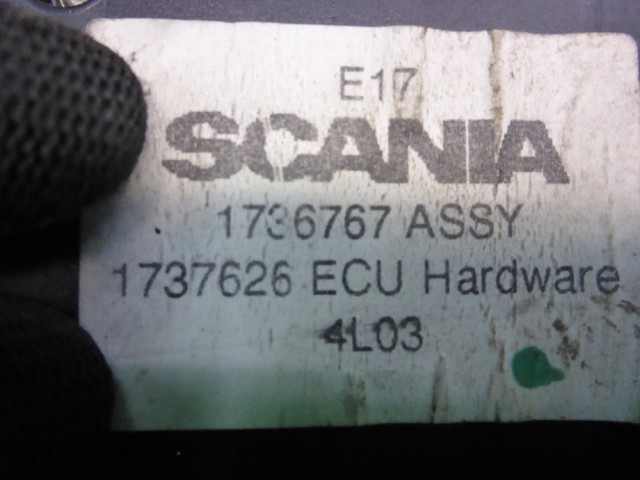 E17
SCANIA
1736767 ASSY
1737626 ECU Hardware
4L03